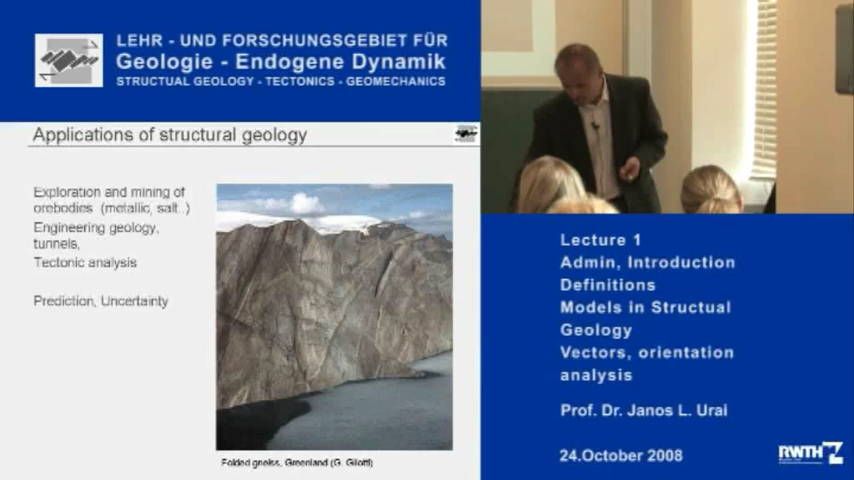 LEHR - UND FORSCHUNGSGEBIET FÜR
Geologie - Endogene Dynamik
STRUCTURAL GEOLOGY - TECTONICS - GEOMECHANICS
Applications of structural geology
Exploration and mining of
orebodies (metallic, salt..)
Engineering geology,
tunnels,
Tectonic analysis
Prediction, Uncertainty
Folded gneiss, Greenland (G. Gilotti)
Lecture 1
Admin, Introduction
Definitions
Models in Structual
Geology
Vectors, orientation
analysis
Prof. Dr. Janos L. Urai
24.October 2008
RWTH